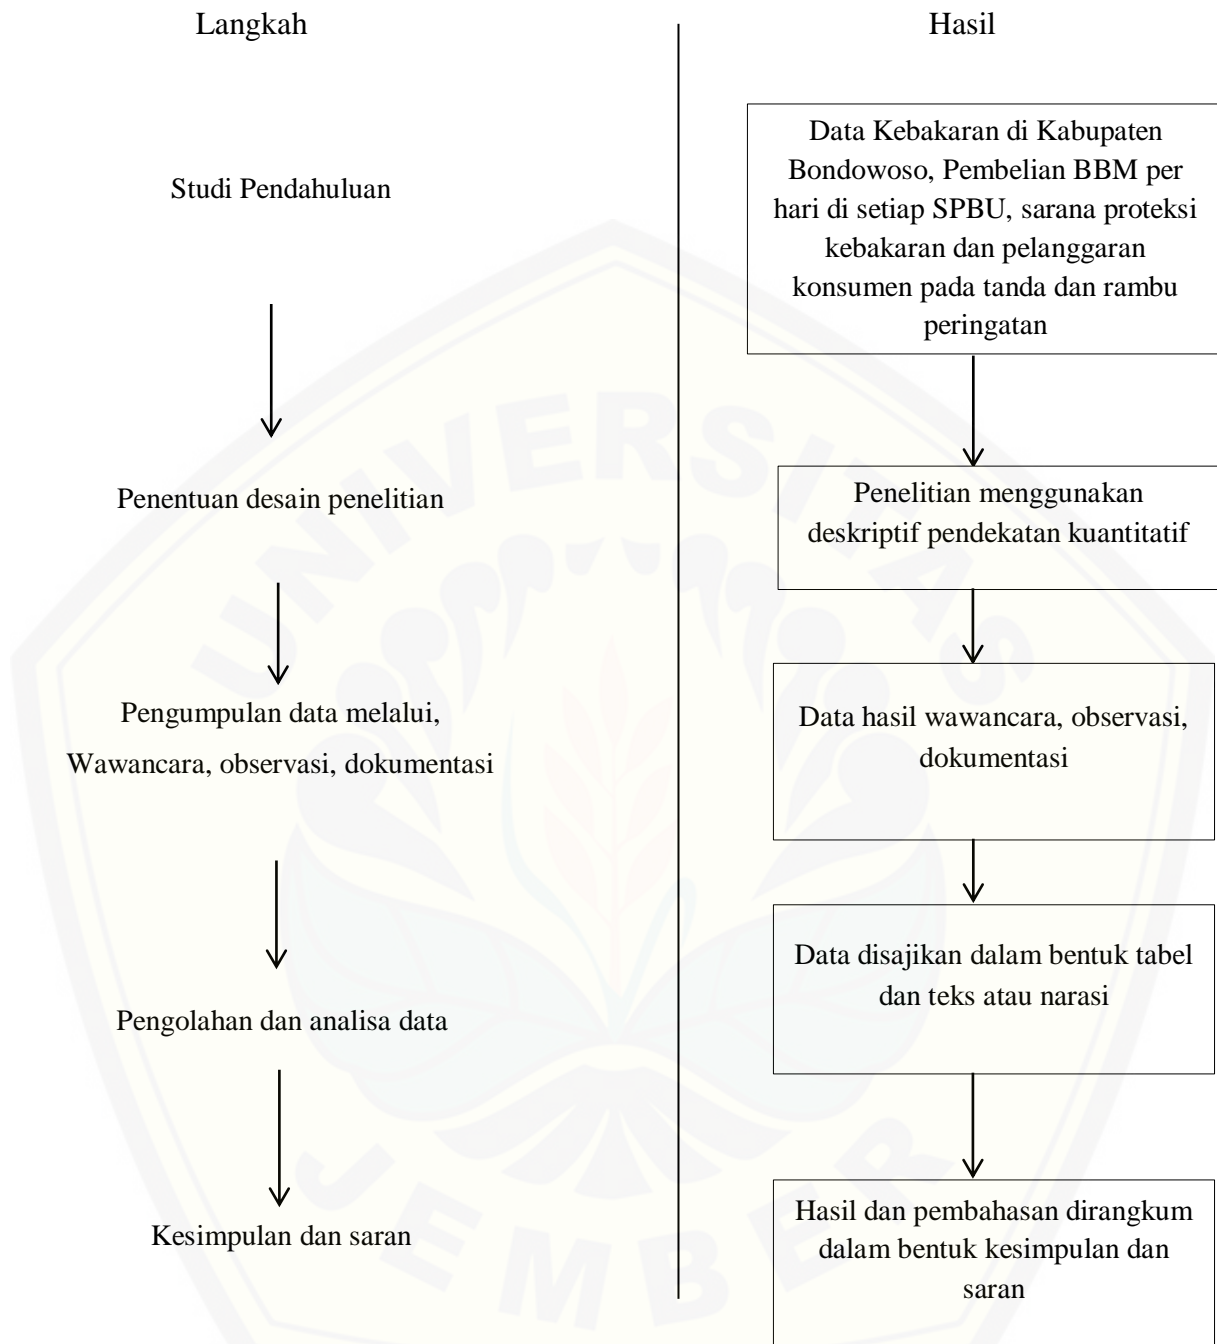 Langkah
Hasil
Studi Pendahuluan
Data Kebakaran di Kabupaten
Bondowoso, Pembelian BBM per
hari di setiap SPBU, sarana proteksi
kebakaran dan pelanggaran
konsumen pada tanda dan rambu
peringatan
Penentuan desain penelitian
Penelitian menggunakan
deskriptif pendekatan kuantitatif
Pengumpulan data melalui,
Wawancara, observasi, dokumentasi
Data hasil wawancara, observasi,
dokumentasi
Pengolahan dan analisa data
Data disajikan dalam bentuk tabel
dan teks atau narasi
Kesimpulan dan saran
Hasil dan pembahasan dirangkum
dalam bentuk kesimpulan dan
saran
UNIVERSITAS
JEMBER